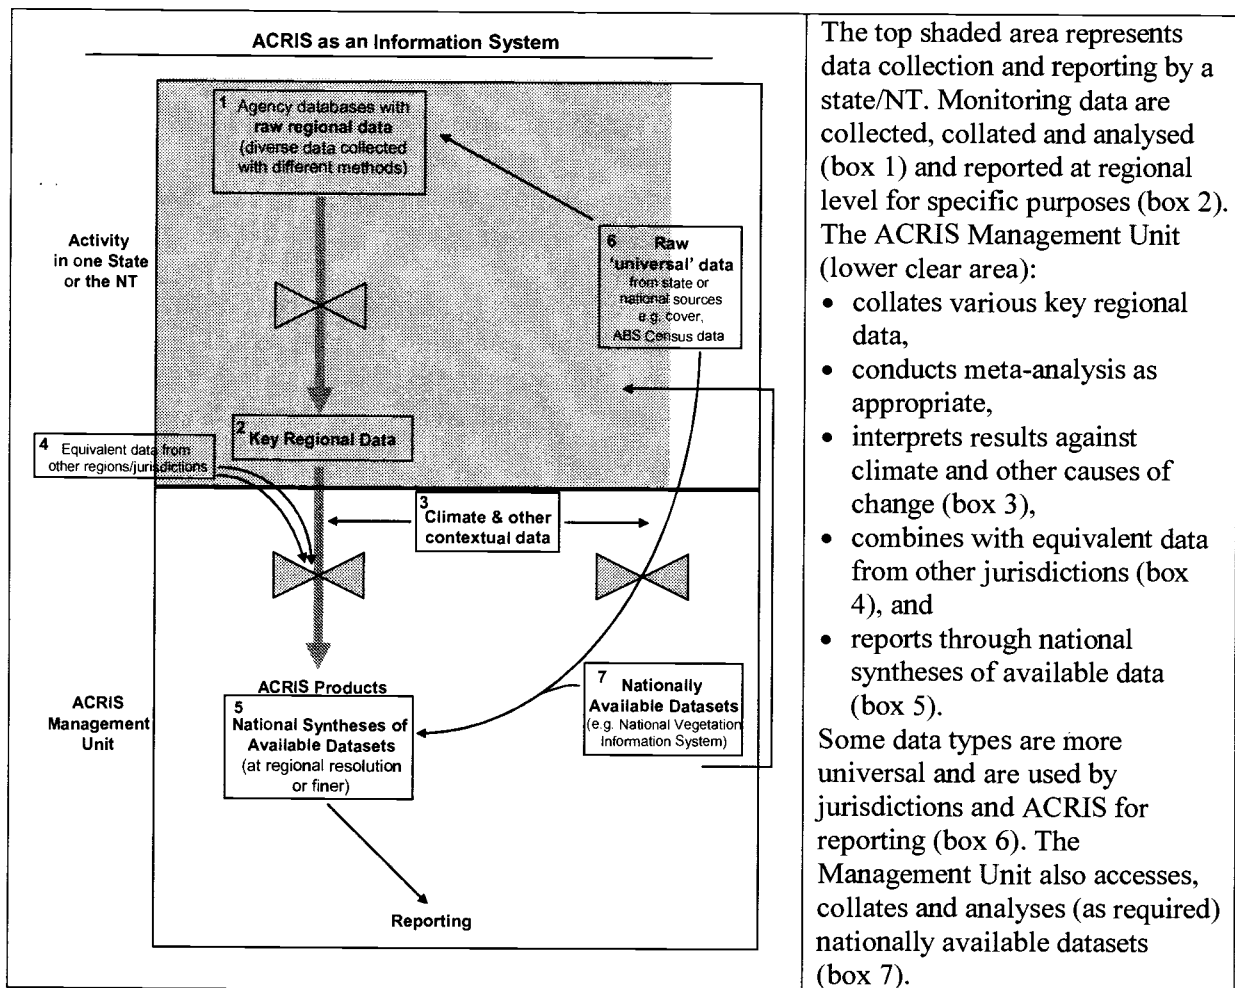 ACRIS as an Information System
1 Agency databases with
raw regional data
(diverse data collected
with different methods)
Activity
in one State
or the NT
6 Raw
'universal' data
from state or
national sources
e.g. cover,
ABS Census data
2 Key Regional Data
4 Equivalent data from
other regions/jurisdictions
3 Climate & other
contextual data
ACRIS Products
5
National Syntheses of
Available Datasets
(at regional resolution
or finer)
7 Nationally
Available Datasets
(e.g. National Vegetation
Information System)
ACRIS
Management
Unit
Reporting
The top shaded area represents
data collection and reporting by a
state/NT. Monitoring data are
collected, collated and analysed
(box 1) and reported at regional
level for specific purposes (box 2).
The ACRIS Management Unit
(lower clear area):
• collates various key regional
data,
• conducts meta-analysis as
appropriate,
• interprets results against
climate and other causes of
change (box 3),
• combines with equivalent data
from other jurisdictions (box
4), and
• reports through national
syntheses of available data
(box 5).
Some data types are more
universal and are used by
jurisdictions and ACRIS for
reporting (box 6). The
Management Unit also accesses,
collates and analyses (as required)
nationally available datasets
(box 7).